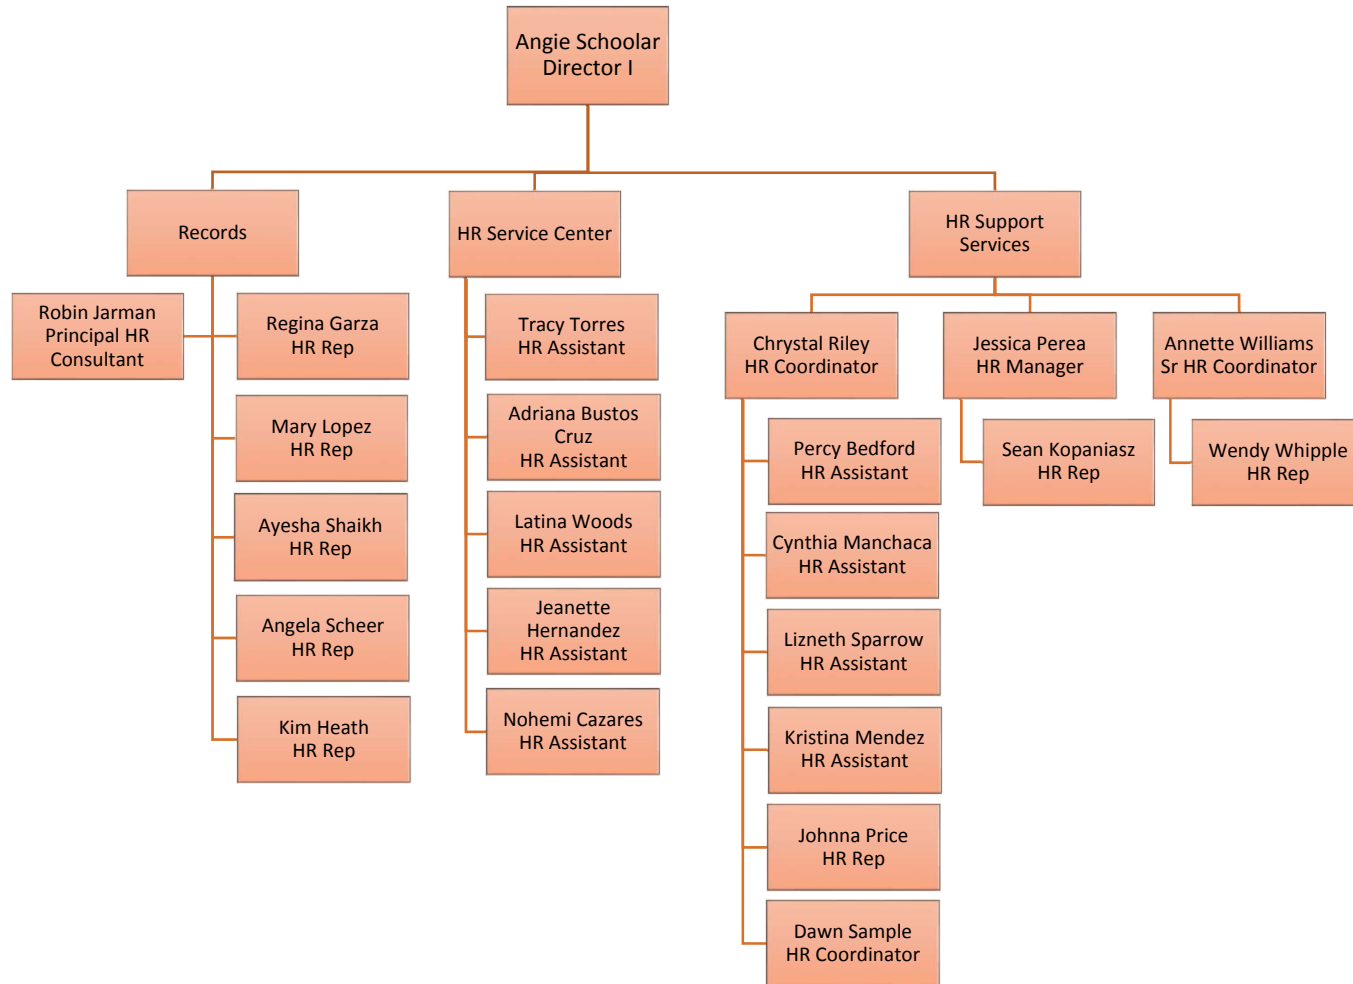 Angie Schoolar
Director I
Records
HR Service Center
HR Support
Services
Robin Jarman
Principal HR
Consultant
Regina Garza
HR Rep
Mary Lopez
HR Rep
Ayesha Shaikh
HR Rep
Angela Scheer
HR Rep
Kim Heath
HR Rep
Tracy Torres
HR Assistant
Adriana Bustos
Cruz
HR Assistant
Latina Woods
HR Assistant
Jeanette
Hernandez
HR Assistant
Nohemi Cazares
HR Assistant
Chrystal Riley
HR Coordinator
Percy Bedford
HR Assistant
Cynthia Manchaca
HR Assistant
Lizneth Sparrow
HR Assistant
Kristina Mendez
HR Assistant
Johnna Price
HR Rep
Dawn Sample
HR Coordinator
Jessica Perea
HR Manager
Sean Kopaniasz
HR Rep
Annette Williams
Sr HR Coordinator
Wendy Whipple
HR Rep